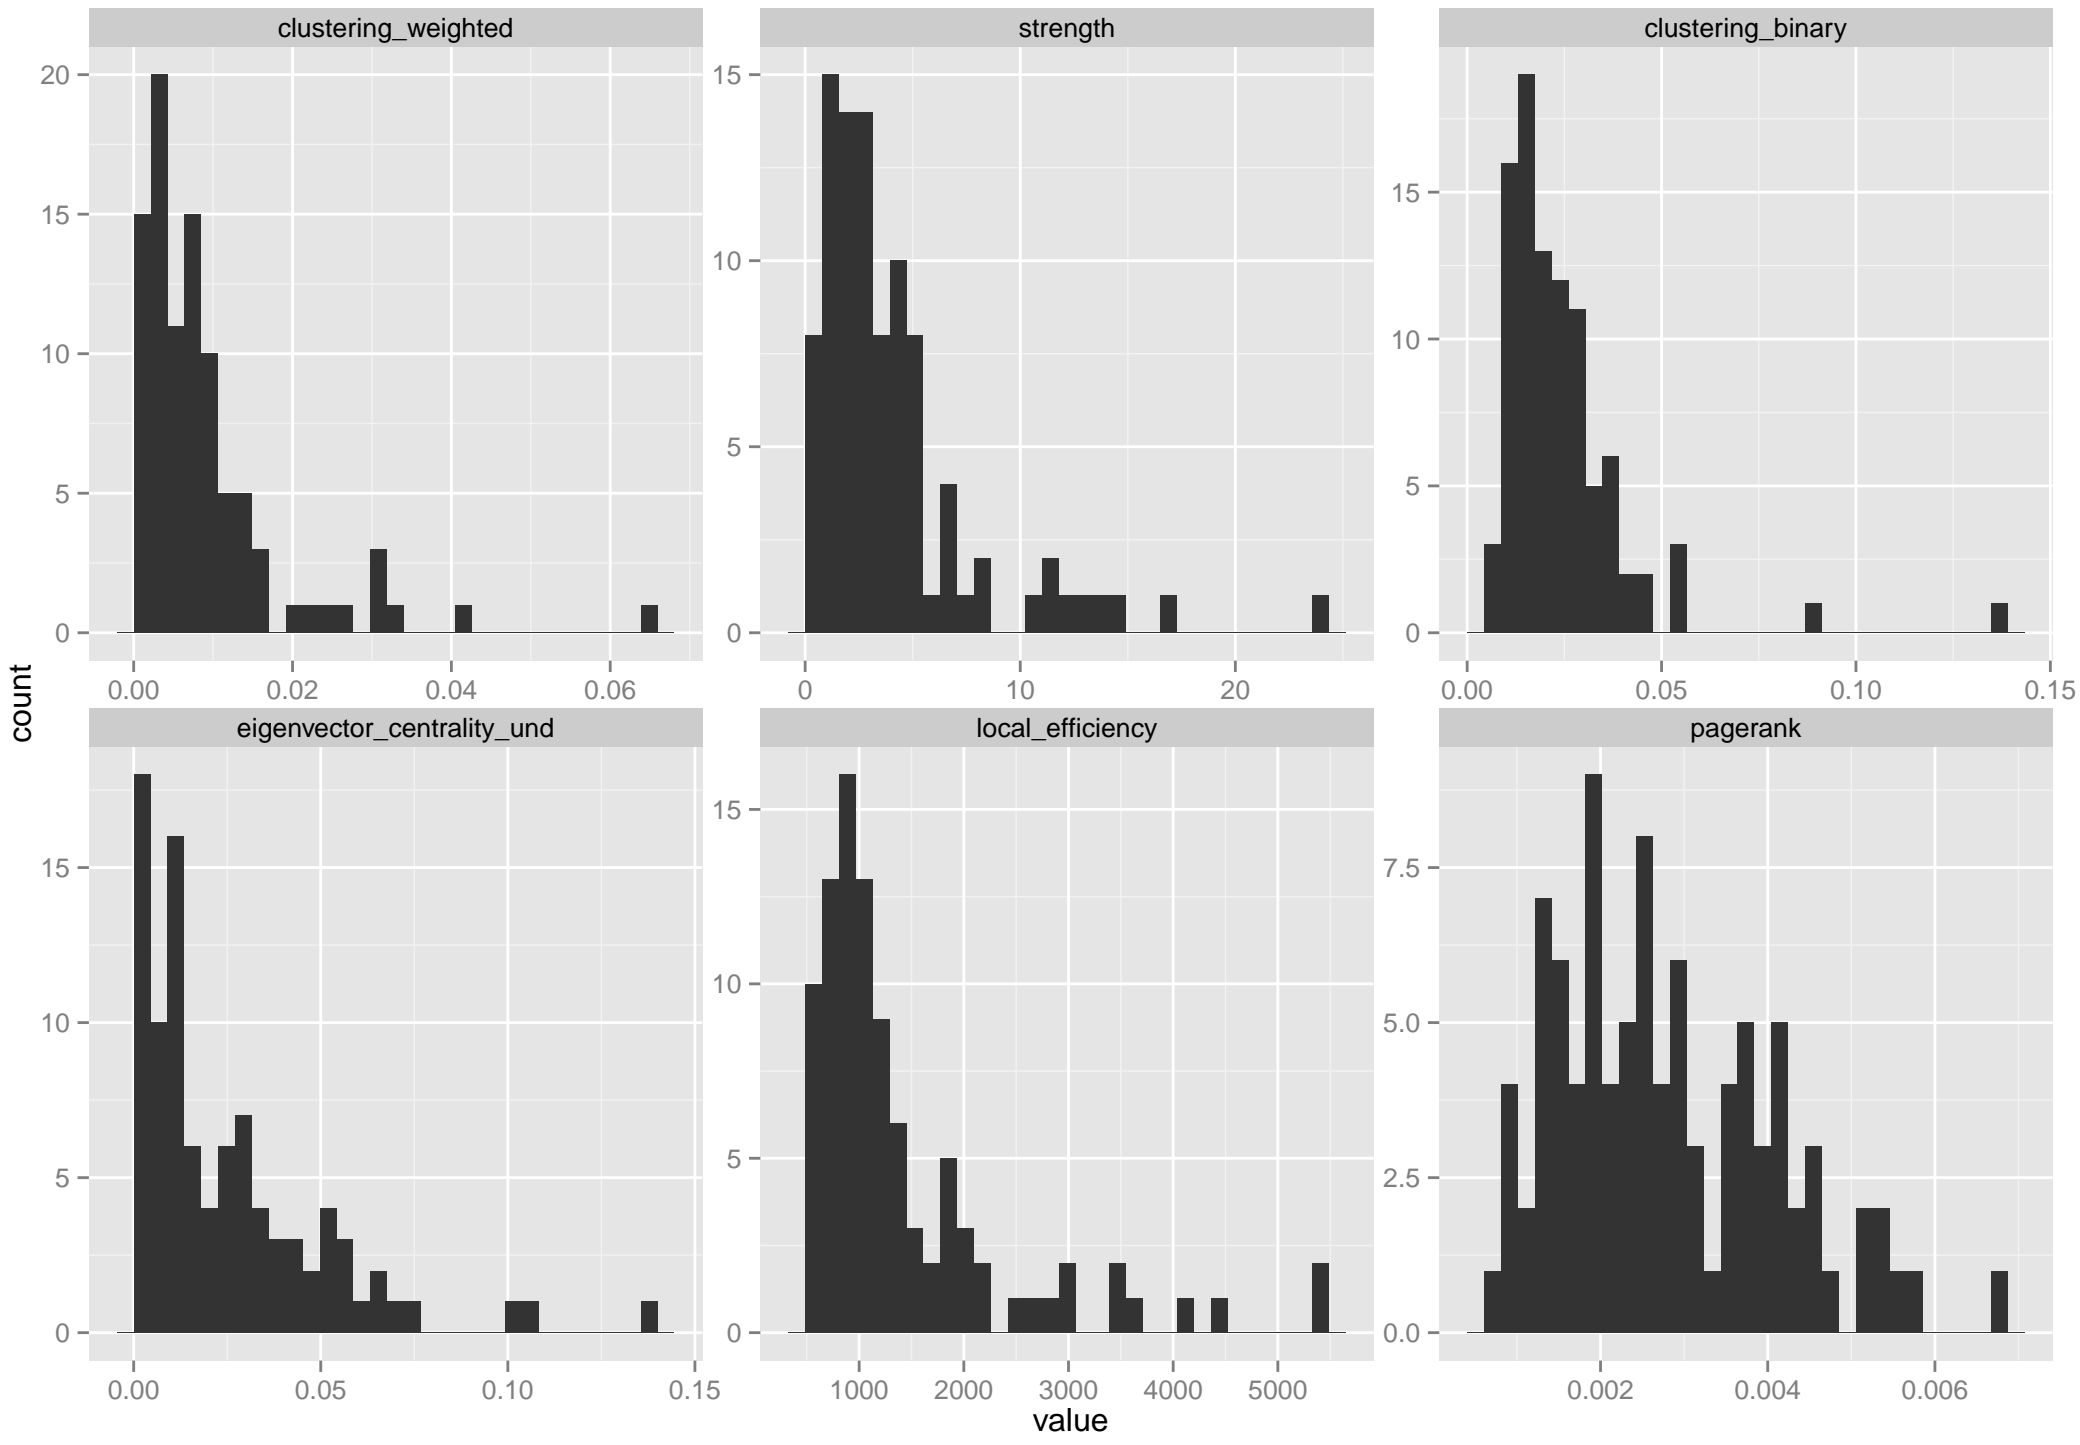 clustering_weighted
strength
clustering_binary
20
15
10
5
0
15
10
5
0
15
10
5
0
0.00 0.02 0.04 0.06
0 10 20
0.00 0.05 0.10 0.15
count
eigenvector_centrality_und
local_efficiency
pagerank
15
10
5
0
15
10
5
0
7.5
5.0
2.5
0.0
0.00 0.05 0.10 0.15
1000 2000 3000 4000 5000
0.002 0.004 0.006
value